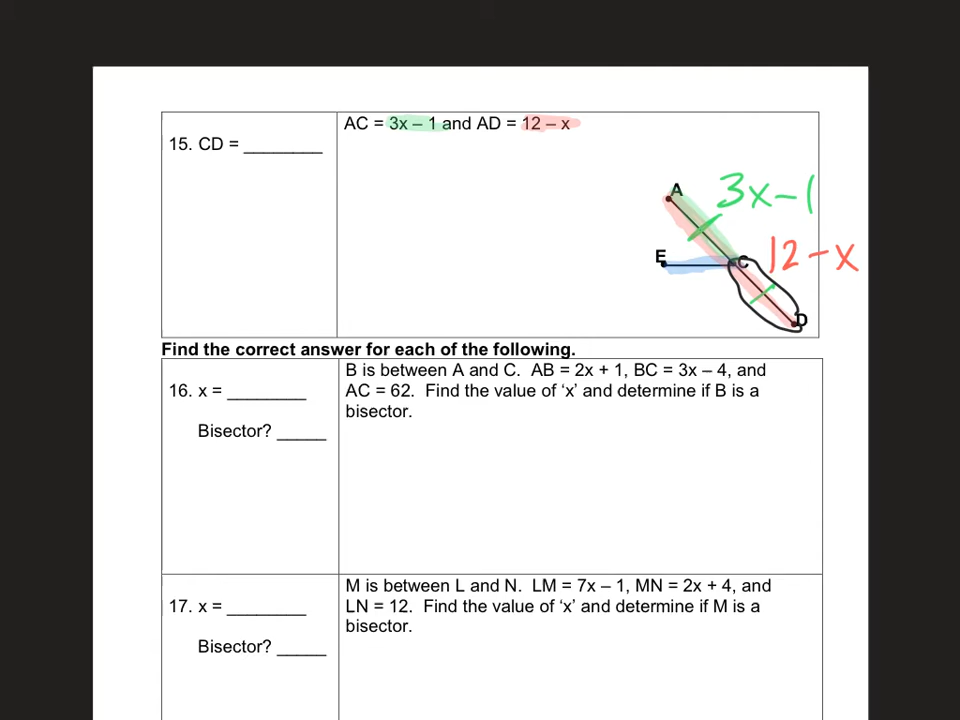 AC = 3x – 1 and AD = 12 – x
15. CD = ________
A
3x – 1
E
C
12 – x
D
Find the correct answer for each of the following.
16. x = ________
Bisector? _____
B is between A and C. AB = 2x + 1, BC = 3x – 4, and
AC = 62. Find the value of ‘x’ and determine if B is a
bisector.
17. x = ________
Bisector? _____
M is between L and N. LM = 7x – 1, MN = 2x + 4, and
LN = 12. Find the value of ‘x’ and determine if M is a
bisector.